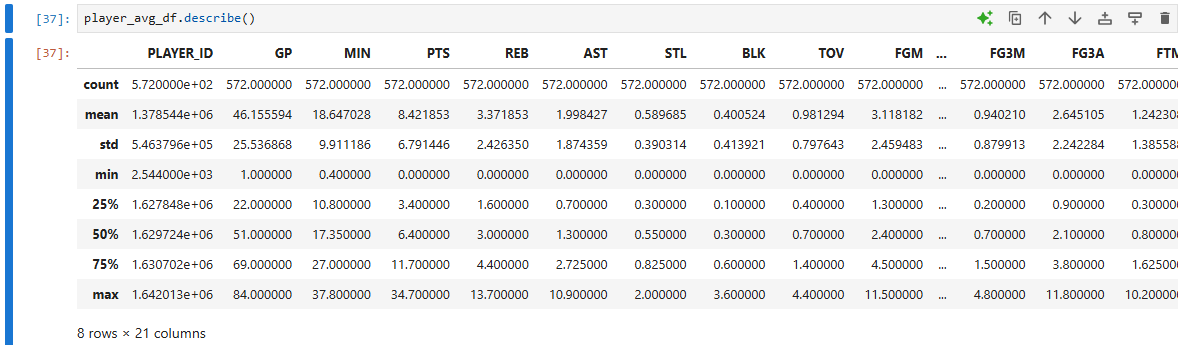 [37]: player_avg_df.describe()
[37]: PLAYER_ID GP MIN PTS REB AST STL BLK TOV FGM ... FG3M FG3A FTM
count 5.720000e+02 572.000000 572.000000 572.000000 572.000000 572.000000 572.000000 572.000000 572.000000 572.000000 ... 572.000000 572.000000 572.000000
mean 1.378544e+06 46.155594 18.647028 8.421853 3.371853 1.998427 0.589685 0.400524 0.981294 3.118182 ... 0.940210 2.645105 1.242308
std 5.463796e+05 25.536868 9.911186 6.791446 2.426350 1.874359 0.390314 0.413921 0.797643 2.459483 ... 0.879913 2.242284 1.385588
min 2.544000e+03 1.000000 0.400000 0.000000 0.000000 0.000000 0.000000 0.000000 0.000000 0.000000 ... 0.000000 0.000000 0.000000
25% 1.627848e+06 22.000000 10.800000 3.400000 1.600000 0.700000 0.300000 0.100000 0.400000 1.300000 ... 0.200000 0.900000 0.300000
50% 1.629724e+06 51.000000 17.350000 6.400000 3.000000 1.300000 0.550000 0.300000 0.700000 2.400000 ... 0.700000 2.100000 0.800000
75% 1.630702e+06 69.000000 27.000000 11.700000 4.400000 2.725000 0.825000 0.600000 1.400000 4.500000 ... 1.500000 3.800000 1.625000
max 1.642013e+06 84.000000 37.800000 34.700000 13.700000 10.900000 2.000000 3.600000 4.400000 11.500000 ... 4.800000 11.800000 10.20000
8 rows × 21 columns